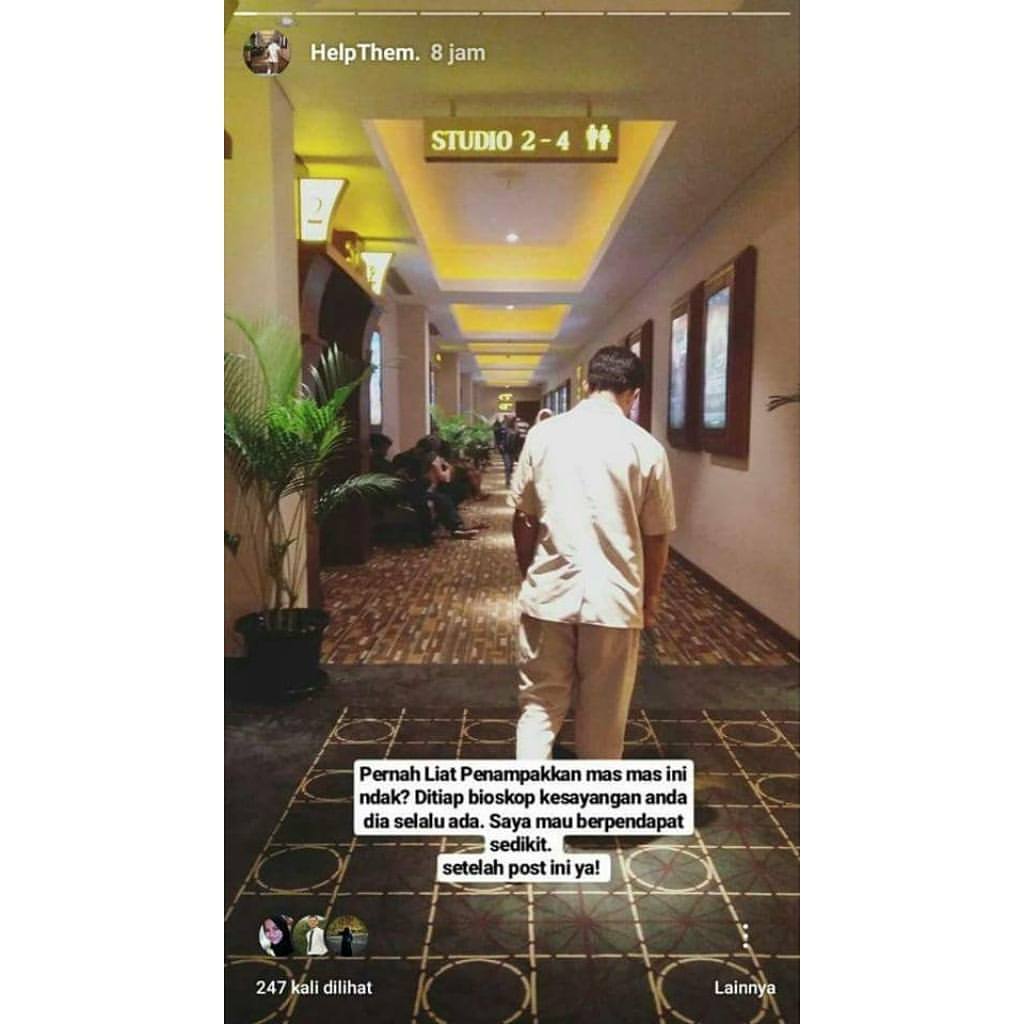 HelpThem. 8 jam
STUDIO 2-4
2
Pernah Liat Penampakkan mas mas ini
ndak? Ditiap bioskop kesayangan anda
dia selalu ada. Saya mau berpendapat
sedikit.
setelah post ini ya!
247 kali dilihat
Lainnya